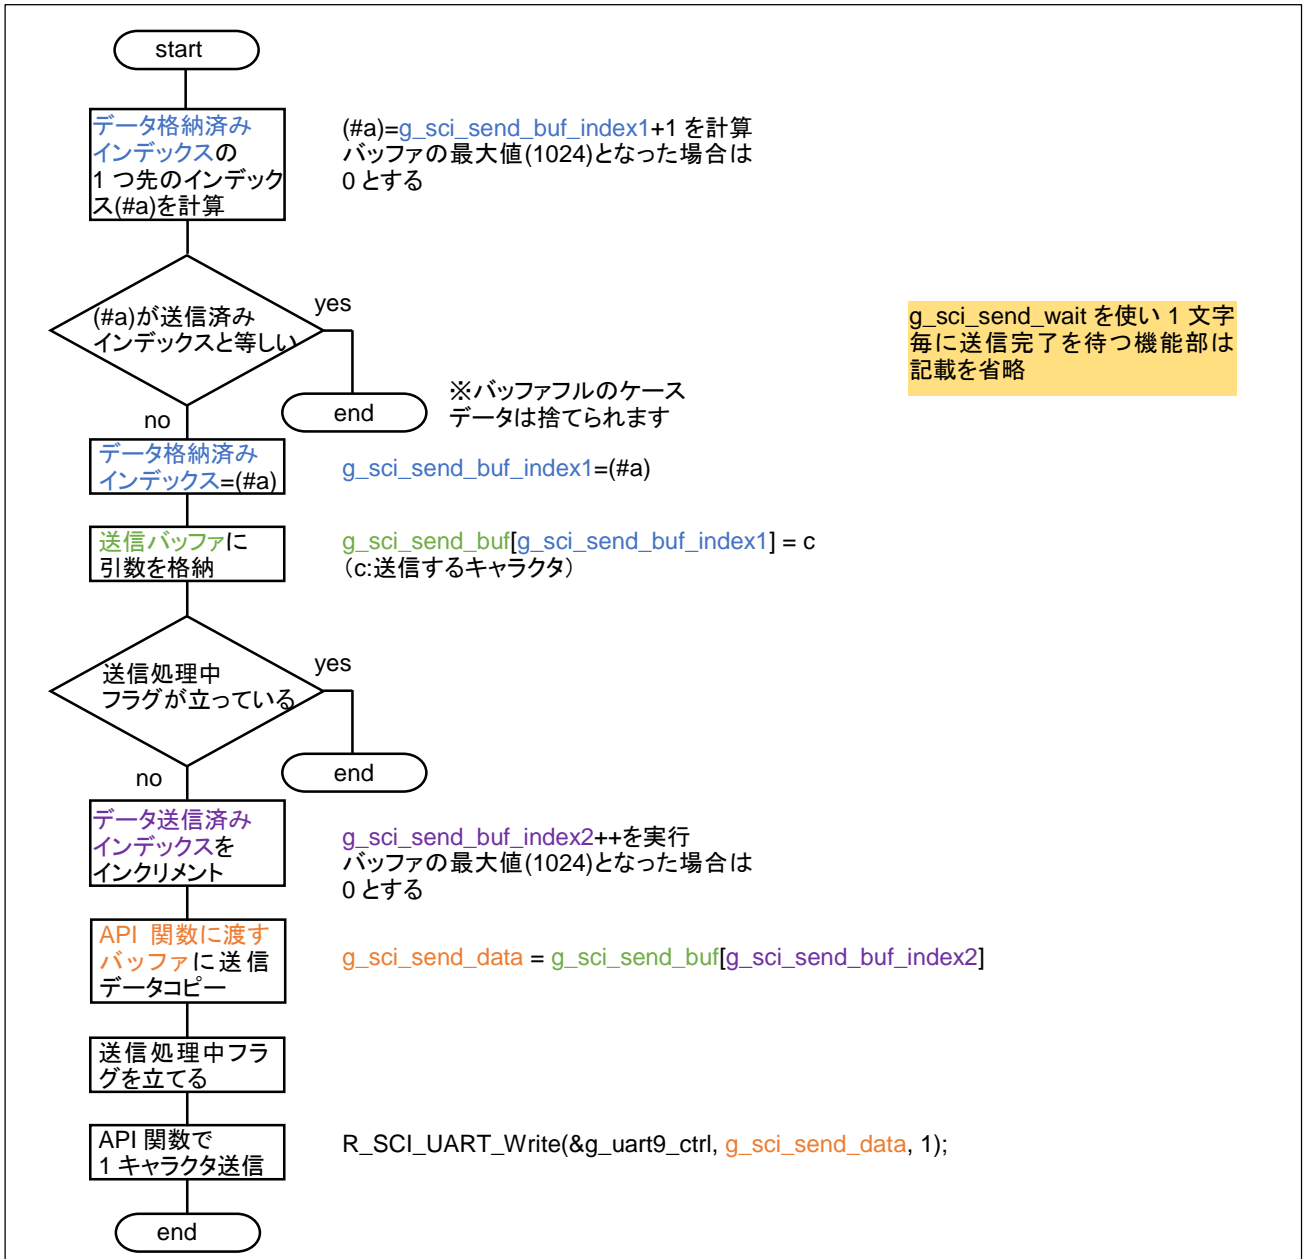 start
データ格納済み
インデックスの
1 つ先のインデック
ス(#a)を計算
(#a)=g_sci_send_buf_index1+1 を計算
バッファの最大値(1024)となった場合は
0 とする
(#a)が送信済み
インデックスと等しい
yes
g_sci_send_wait を使い 1 文字
毎に送信完了を待つ機能部は
記載を省略
end
※バッファフルのケース
データは捨てられます
no
データ格納済み
インデックス=(#a)
g_sci_send_buf_index1=(#a)
送信バッファに
引数を格納
g_sci_send_buf[g_sci_send_buf_index1] = c
（c:送信するキャラクタ）
送信処理中
フラグが立っている
yes
end
no
データ送信済み
インデックスを
インクリメント
g_sci_send_buf_index2++を実行
バッファの最大値(1024)となった場合は
0 とする
API 関数に渡す
バッファに送信
データコピー
g_sci_send_data = g_sci_send_buf[g_sci_send_buf_index2]
送信処理中フラ
グを立てる
API 関数で
1 キャラクタ送信
R_SCI_UART_Write(&g_uart9_ctrl, g_sci_send_data, 1);
end